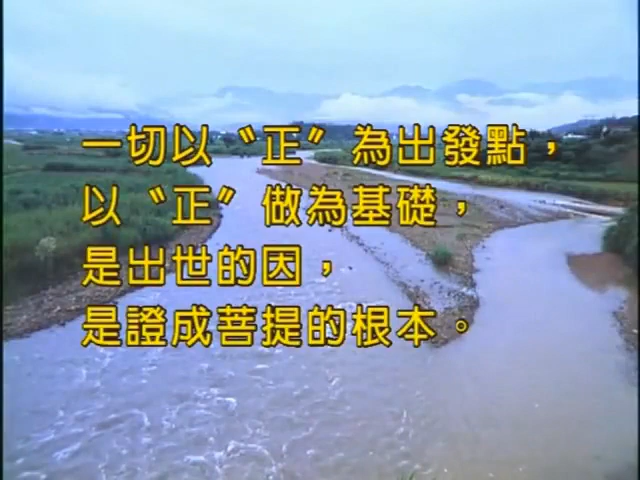 一切以〝正〞為出發點，
以〝正〞做為基礎，
是出世的因，
是證成菩提的根本。